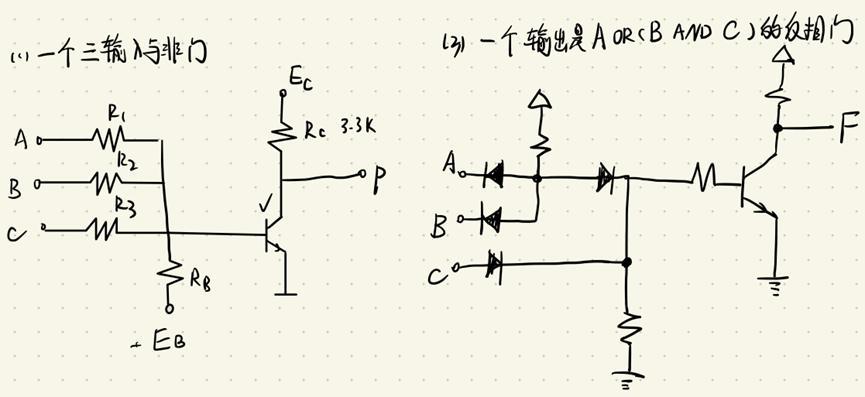 (1) 一个三输入与非门
Ec
R1
Rc 3.3K
A
R2
B
P
R3
C
RB
- EB
(3) 一个输出是 A OR (B AND C) 的反相门
F
A
B
C